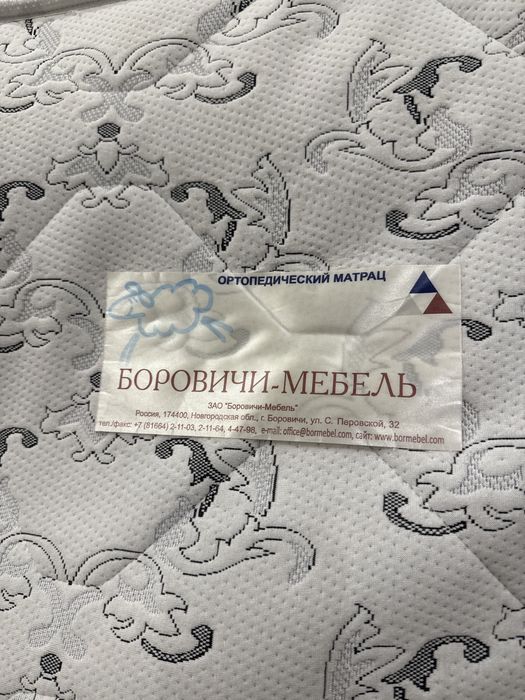 ОРТОПЕДИЧЕСКИЙ МАТРАЦ
БОРОВИЧИ-МЕБЕЛЬ
ЗАО "Боровичи-Мебель"
Россия, 174400, Новгородская обл., г. Боровичи, ул. С. Перовской, 32
тел./факс: +7 (81664) 2-11-03, 2-11-64, 4-47-98, e-mail: office@bormebel.com, сайт: www.bormebel.com